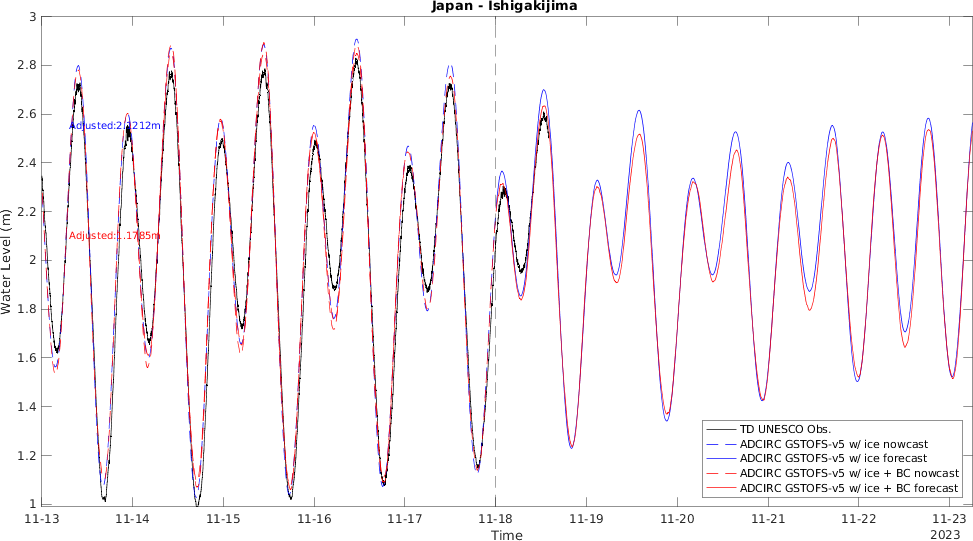 Japan - Ishigakijima
Water Level (m)
3
2.8
2.6
2.4
2.2
2
1.8
1.6
1.4
1.2
1
Adjusted:2.1212m
Adjusted:1.1785m
TD UNESCO Obs.
ADCIRC GSTOFS-v5 w/ ice nowcast
ADCIRC GSTOFS-v5 w/ ice forecast
ADCIRC GSTOFS-v5 w/ ice + BC nowcast
ADCIRC GSTOFS-v5 w/ ice + BC forecast
11-13 11-14 11-15 11-16 11-17 11-18 11-19 11-20 11-21 11-22 11-23
2023
Time